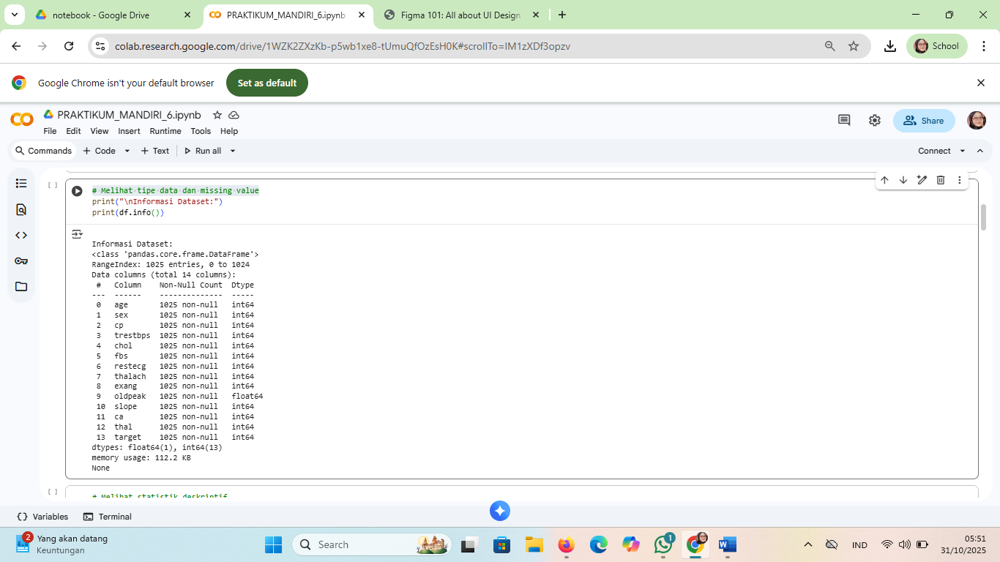 notebook - Google Drive
PRAKTIKUM_MANDIRI_6.ipynb
Figma 101: All about UI Design
colab.research.google.com/drive/1WZK2ZXzKb-p5wb1xe8-tUmuQfOzEsH0K#scrollTo=IM1zXDf3opzv
School
Google Chrome isn't your default browser
Set as default
CO
PRAKTIKUM_MANDIRI_6.ipynb
File Edit View Insert Runtime Tools Help
Share
Commands + Code + Text Run all
Connect
[ ]
# Melihat tipe data dan missing value
print("\nInformasi Dataset:")
print(df.info())
Informasi Dataset:
<class 'pandas.core.frame.DataFrame'>
RangeIndex: 1025 entries, 0 to 1024
Data columns (total 14 columns):
# Column Non-Null Count Dtype
--- ------ -------------- -----
0 age 1025 non-null int64
1 sex 1025 non-null int64
2 cp 1025 non-null int64
3 trestbps 1025 non-null int64
4 chol 1025 non-null int64
5 fbs 1025 non-null int64
6 restecg 1025 non-null int64
7 thalach 1025 non-null int64
8 exang 1025 non-null int64
9 oldpeak 1025 non-null float64
10 slope 1025 non-null int64
11 ca 1025 non-null int64
12 thal 1025 non-null int64
13 target 1025 non-null int64
dtypes: float64(1), int64(13)
memory usage: 112.2 KB
None
[ ]
# Melihat statistik deskriptif
Variables
Terminal
2
Yang akan datang
Keuntungan
Search
1
IND
05:51
31/10/2025